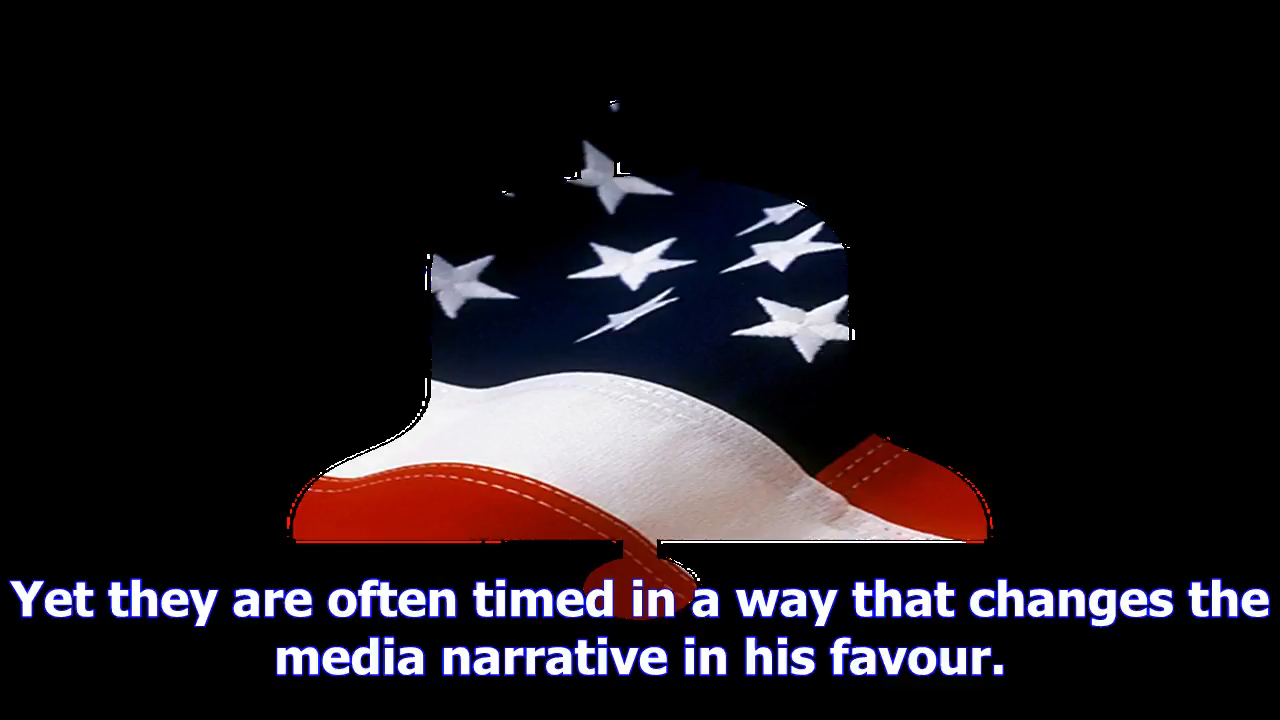 Yet they are often timed in a way that changes the
media narrative in his favour.